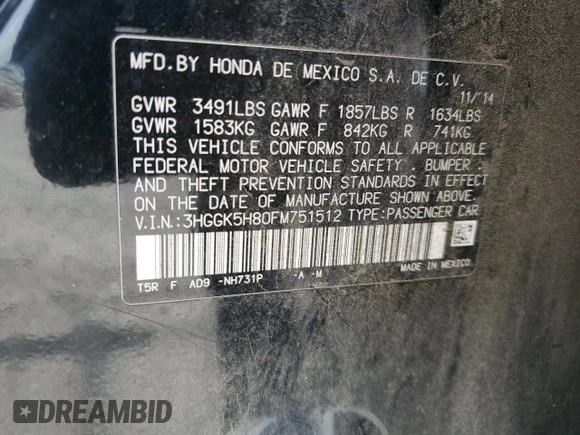 MFD.BY HONDA DE MEXICO S.A. DE C.V.
11/'14
GVWR 3491LBS GAWR F 1857LBS R 1634LBS
GVWR 1583KG GAWR F 842KG R 741KG
THIS VEHICLE CONFORMS TO ALL APPLICABLE
FEDERAL MOTOR VEHICLE SAFETY , BUMPER ,
AND THEFT PREVENTION STANDARDS IN EFFECT
ON THE DATE OF MANUFACTURE SHOWN ABOVE.
V.I.N.:3HGGK5H80FM751512 TYPE:PASSENGER CAR
T5R F AD9 -NH731P -A -M MADE IN MEXICO
DREAMBID